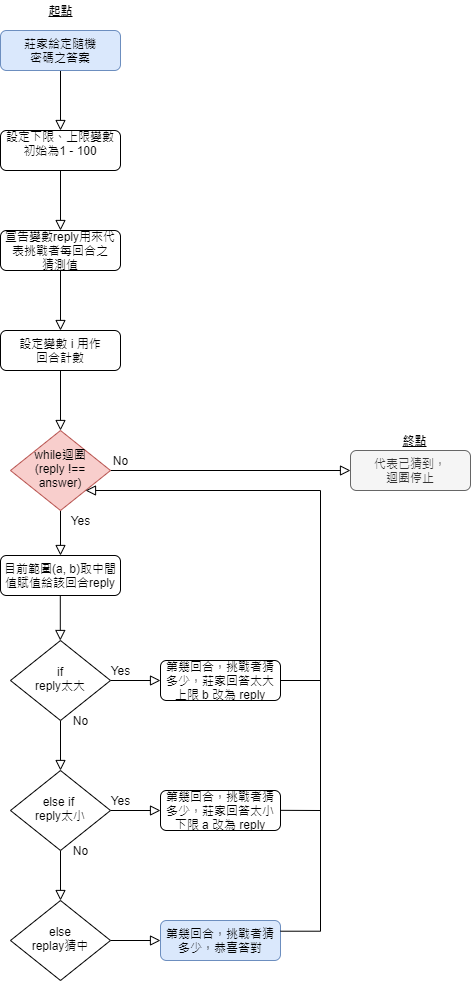 起點
莊家給定隨機
密碼之答案
設定下限、上限變數
初始為1 - 100
宣告變數reply用來代
表挑戰者每回合之
猜測值
設定變數 i 用作
回合計數
while迴圈
(reply !==
answer)
No
終點
代表已猜到，
迴圈停止
Yes
目前範圍(a, b)取中間
值賦值給該回合reply
if
reply太大
Yes
第幾回合，挑戰者猜
多少，莊家回答太大
上限 b 改為 reply
No
else if
reply太小
Yes
第幾回合，挑戰者猜
多少，莊家回答太小
下限 a 改為 reply
No
else
replay猜中
第幾回合，挑戰者猜
多少，恭喜答對